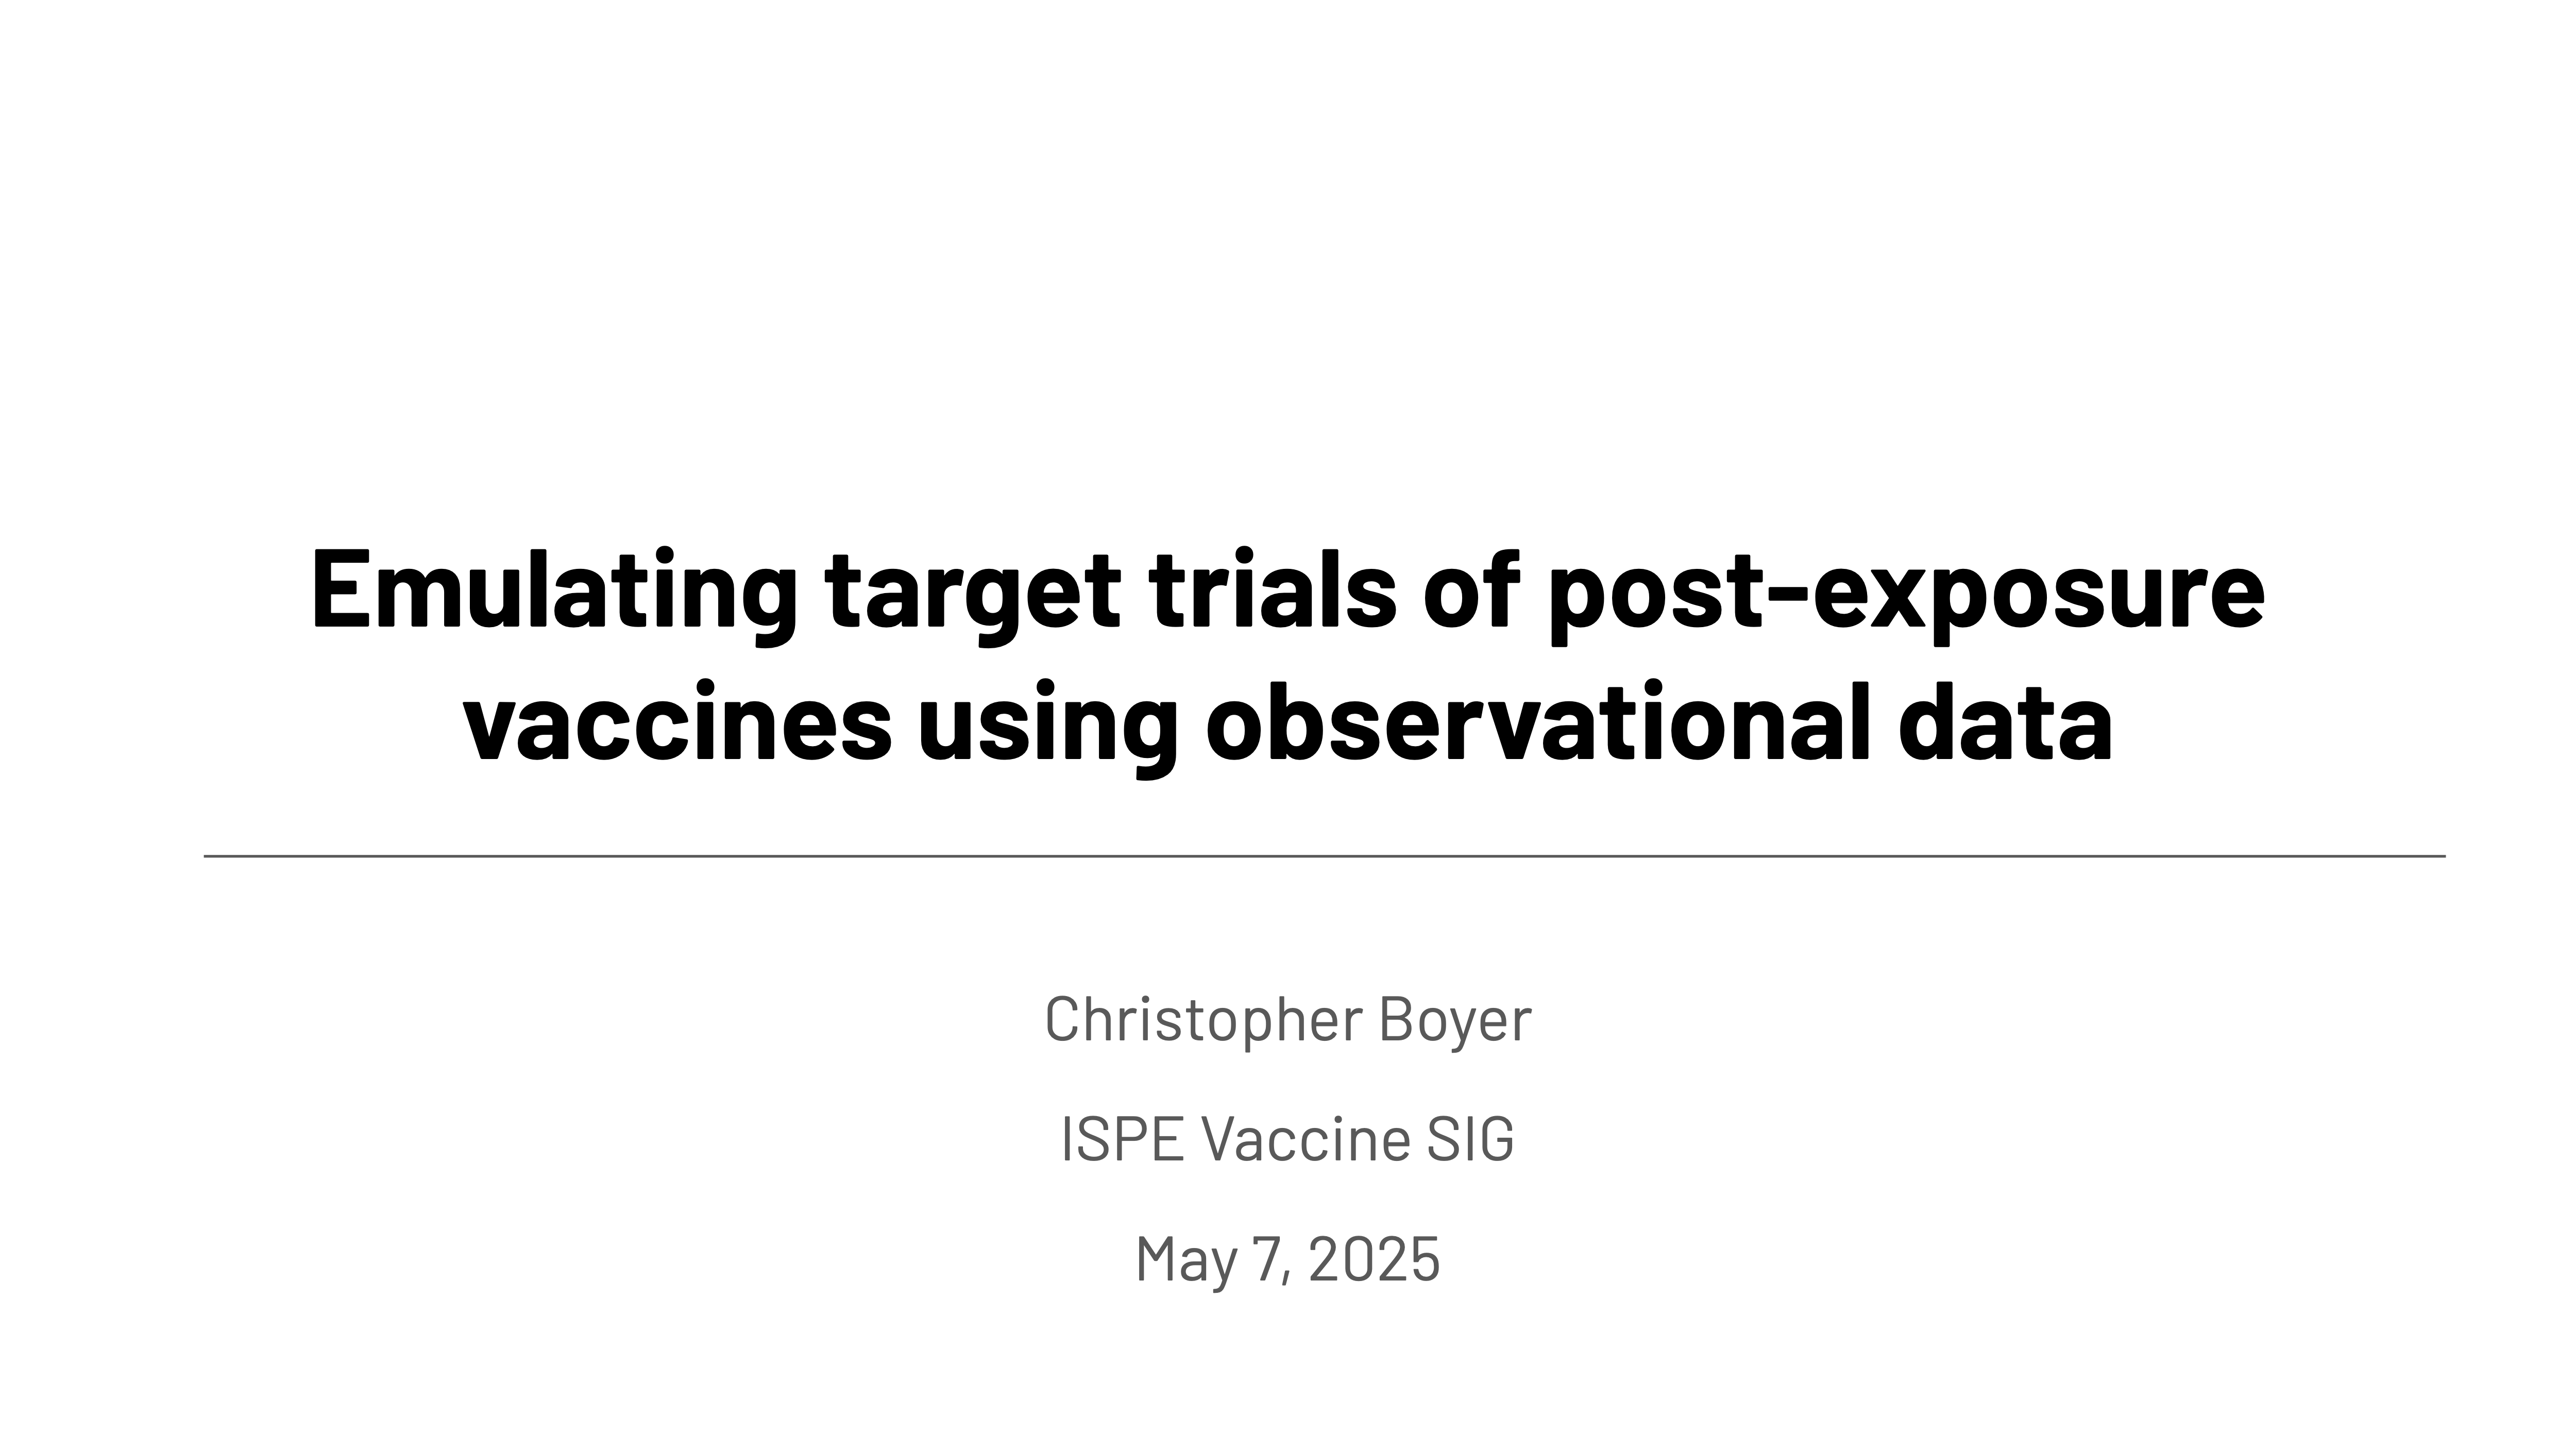 Emulating target trials of post-exposure
vaccines using observational data
Christopher Boyer
ISPE Vaccine SIG
May 7, 2025